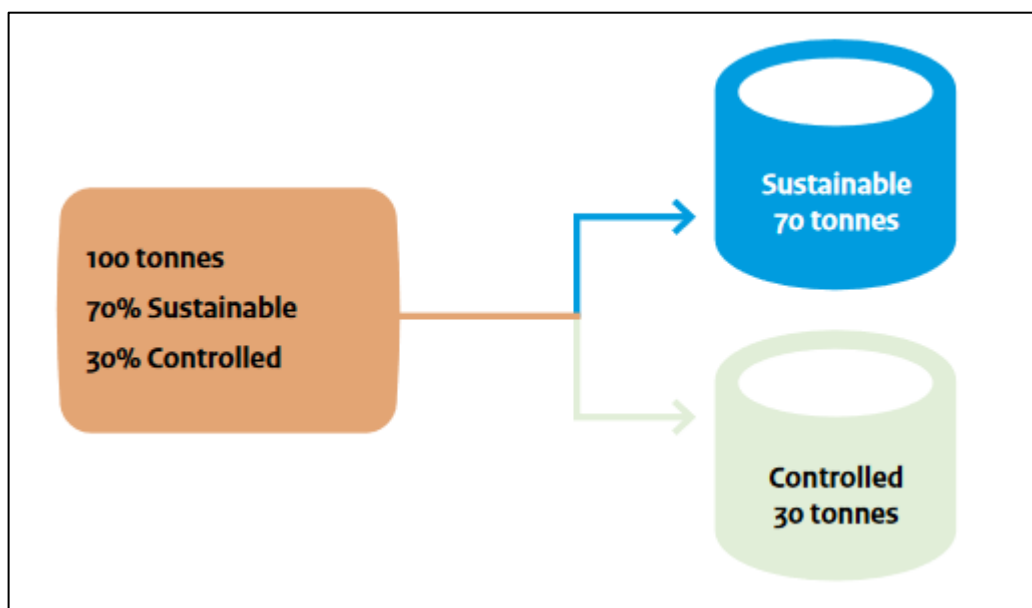 100 tonnes
70% Sustainable
30% Controlled
Sustainable
70 tonnes
Controlled
30 tonnes